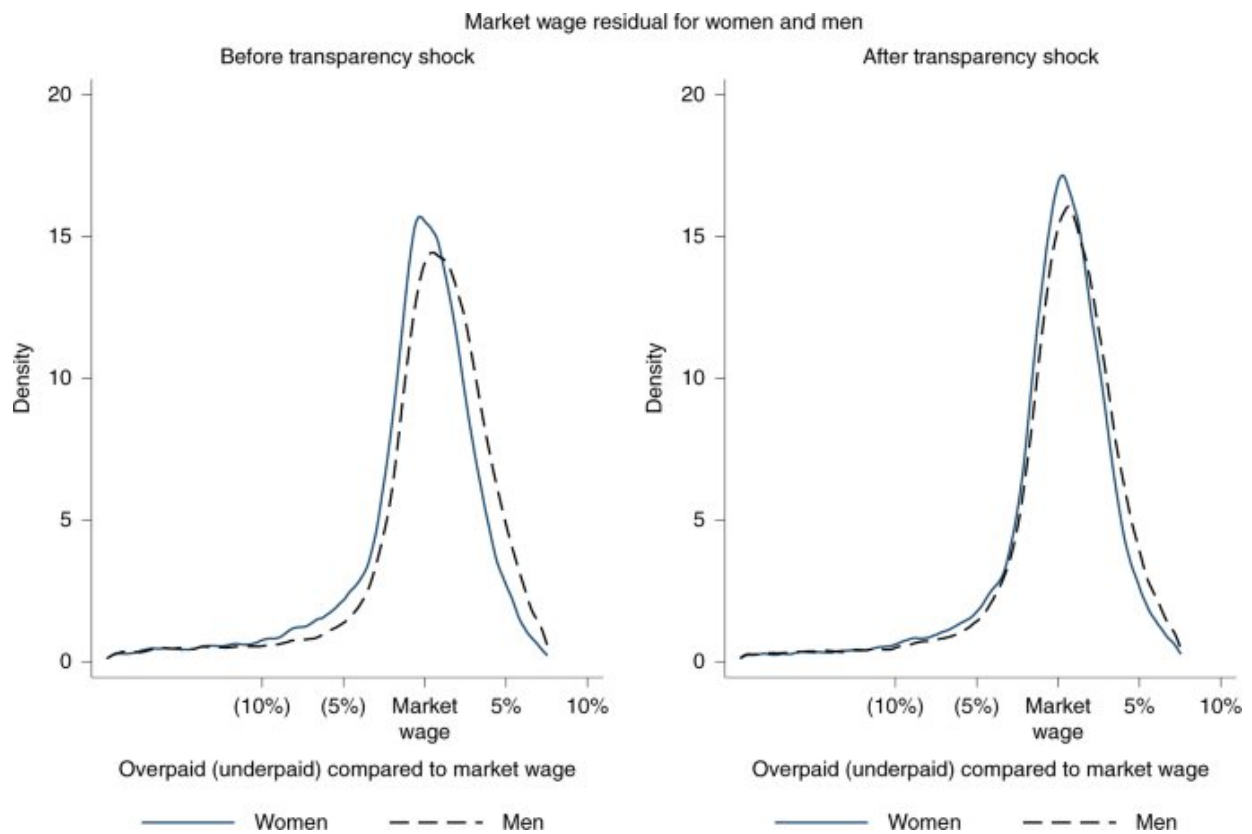 Market wage residual for women and men
Before transparency shock
20
15
10
5
0
Density
(10%) (5%) Market wage 5% 10%
Overpaid (underpaid) compared to market wage
Women Men
After transparency shock
20
15
10
5
0
Density
(10%) (5%) Market wage 5% 10%
Overpaid (underpaid) compared to market wage
Women Men